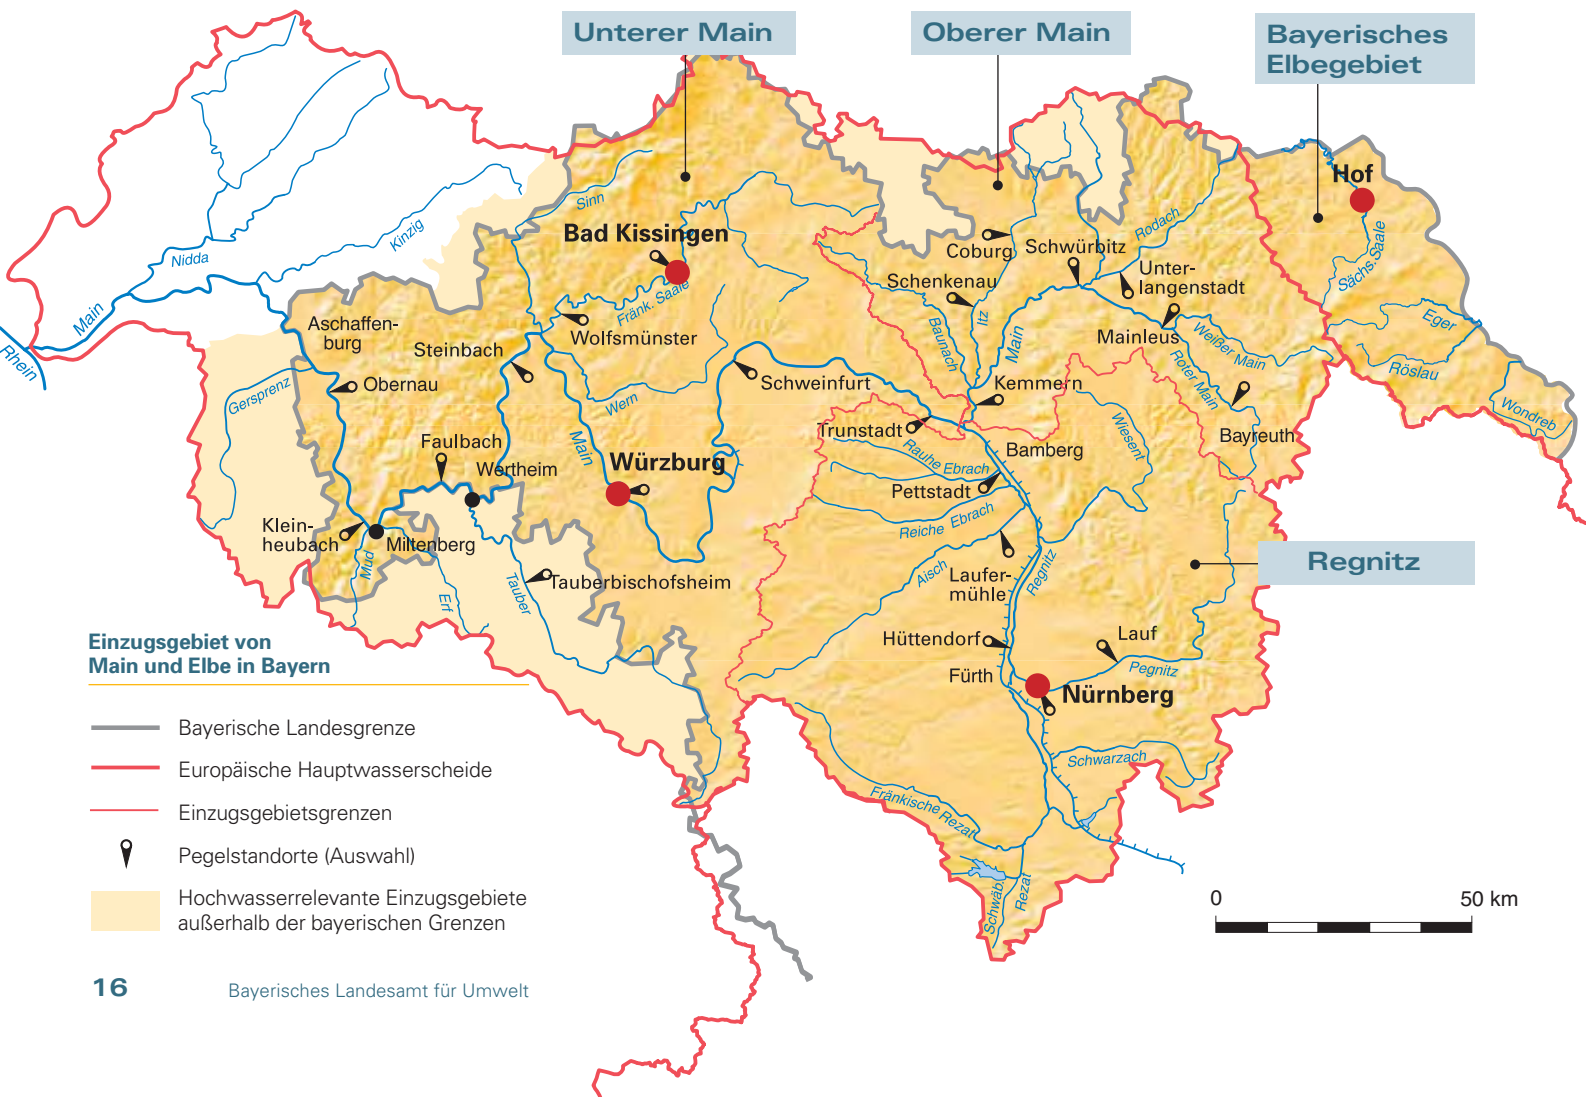 Unterer Main
Oberer Main
Bayerisches
Elbegebiet
Hof
Sinn
Bad Kissingen
Kinzig
Nidda
Coburg
Schwürbitz
Rodach
Sächs. Saale
Schenkenau
Unter-
langenstadt
Main
Rhein
Fränk. Saale
Aschaffen-
burg
Steinbach
Wolfsmünster
Baunach
Itz
Main
Mainleus
Weißer Main
Eger
Röslau
Roter Main
Gersprenz
Obernau
Schweinfurt
Kemmern
Wern
Wondreb
Trunstadt
Wiesent
Bayreuth
Faulbach
Main
Bamberg
Rauhe Ebrach
Würzburg
Wertheim
Pettstadt
Klein-
heubach
Miltenberg
Reiche Ebrach
Mud
Erf
Tauber
Tauberbischofsheim
Aisch
Laufer-
mühle
Regnitz
Regnitz
Hüttendorf
Lauf
Pegnitz
Fürth
Nürnberg
Schwarzach
Fränkische Rezat
Schwäb.
Rezat
Einzugsgebiet von
Main und Elbe in Bayern
Bayerische Landesgrenze
Europäische Hauptwasserscheide
Einzugsgebietsgrenzen
Pegelstandorte (Auswahl)
Hochwasserrelevante Einzugsgebiete
außerhalb der bayerischen Grenzen
0 50 km
16 Bayerisches Landesamt für Umwelt